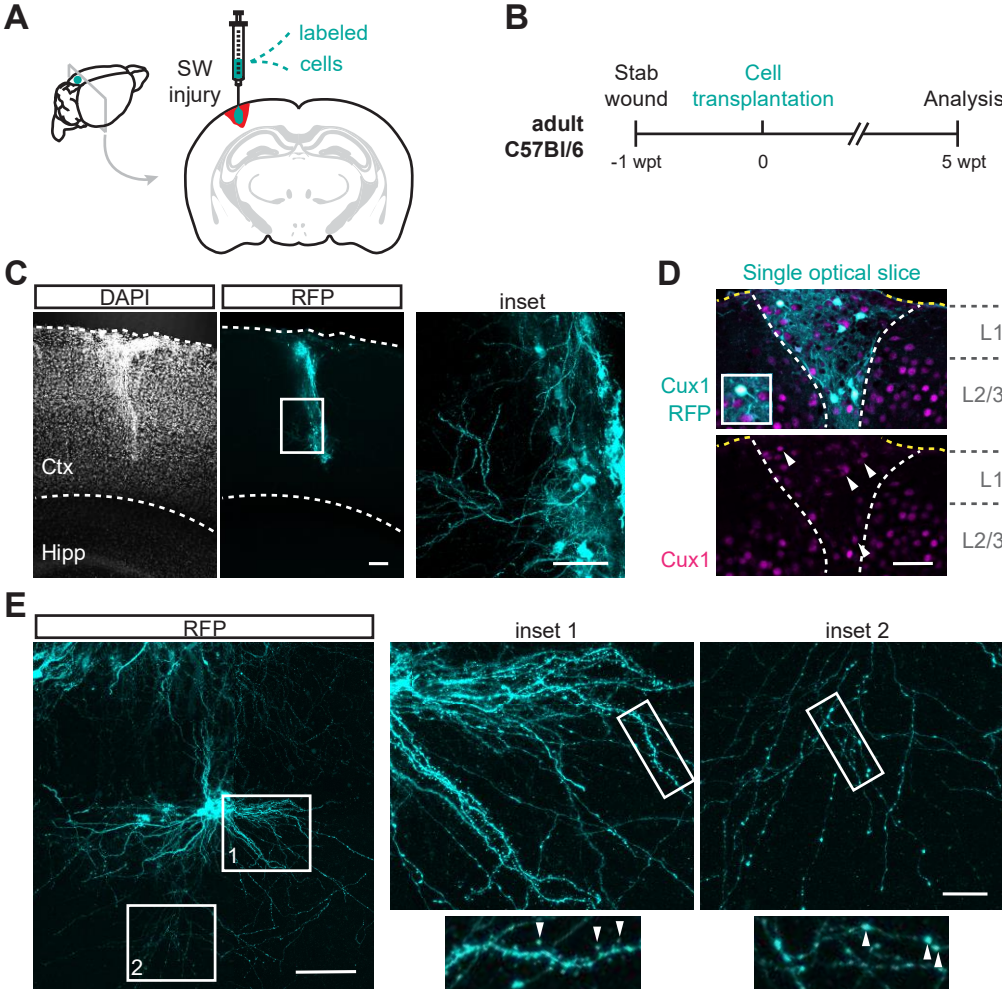 A
labeled
cells
SW
injury
B
Stab
wound
Cell
transplantation
Analysis
adult
C57Bl/6
-1 wpt
0
5 wpt
C
DAPI
RFP
inset
Ctx
Hipp
D
Single optical slice
Cux1
RFP
L1
L2/3
Cux1
L1
L2/3
E
RFP
inset 1
inset 2
1
2